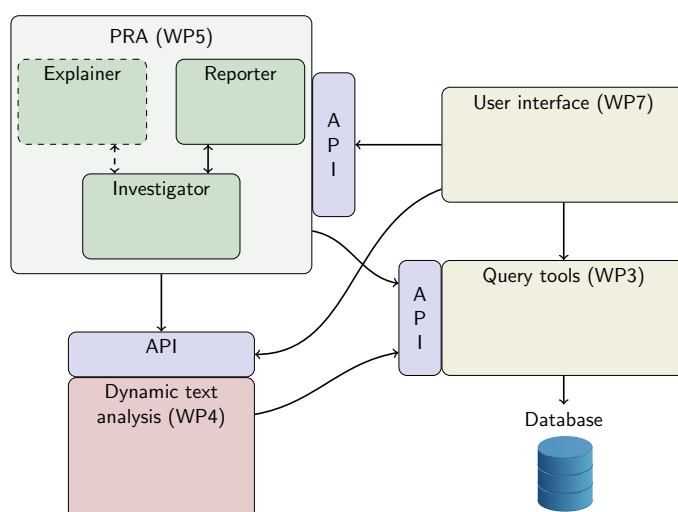 PRA (WP5)
Explainer
Reporter
A
P
I
User interface (WP7)
Investigator
A
P
I
Query tools (WP3)
API
Dynamic text
analysis (WP4)
Database